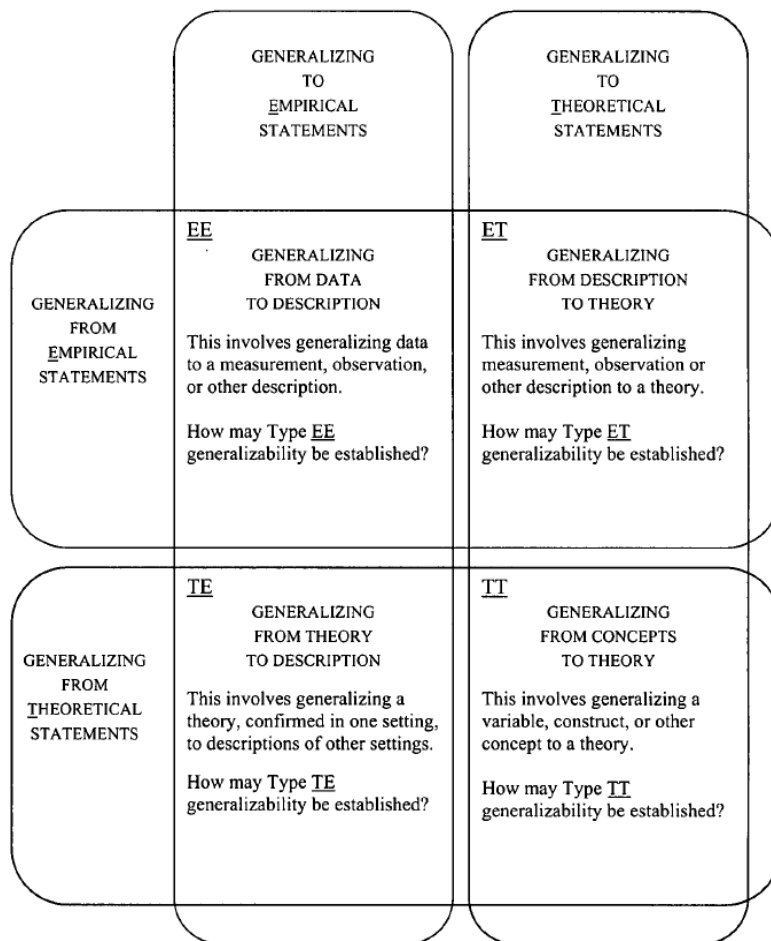 GENERALIZING
TO
EMPIRICAL
STATEMENTS
GENERALIZING
TO
THEORETICAL
STATEMENTS
GENERALIZING
FROM
EMPIRICAL
STATEMENTS
EE
GENERALIZING
FROM DATA
TO DESCRIPTION
This involves generalizing data
to a measurement, observation,
or other description.
How may Type EE
generalizability be established?
ET
GENERALIZING
FROM DESCRIPTION
TO THEORY
This involves generalizing
measurement, observation or
other description to a theory.
How may Type ET
generalizability be established?
GENERALIZING
FROM
THEORETICAL
STATEMENTS
TE
GENERALIZING
FROM THEORY
TO DESCRIPTION
This involves generalizing a
theory, confirmed in one setting,
to descriptions of other settings.
How may Type TE
generalizability be established?
TT
GENERALIZING
FROM CONCEPTS
TO THEORY
This involves generalizing a
variable, construct, or other
concept to a theory.
How may Type TT
generalizability be established?